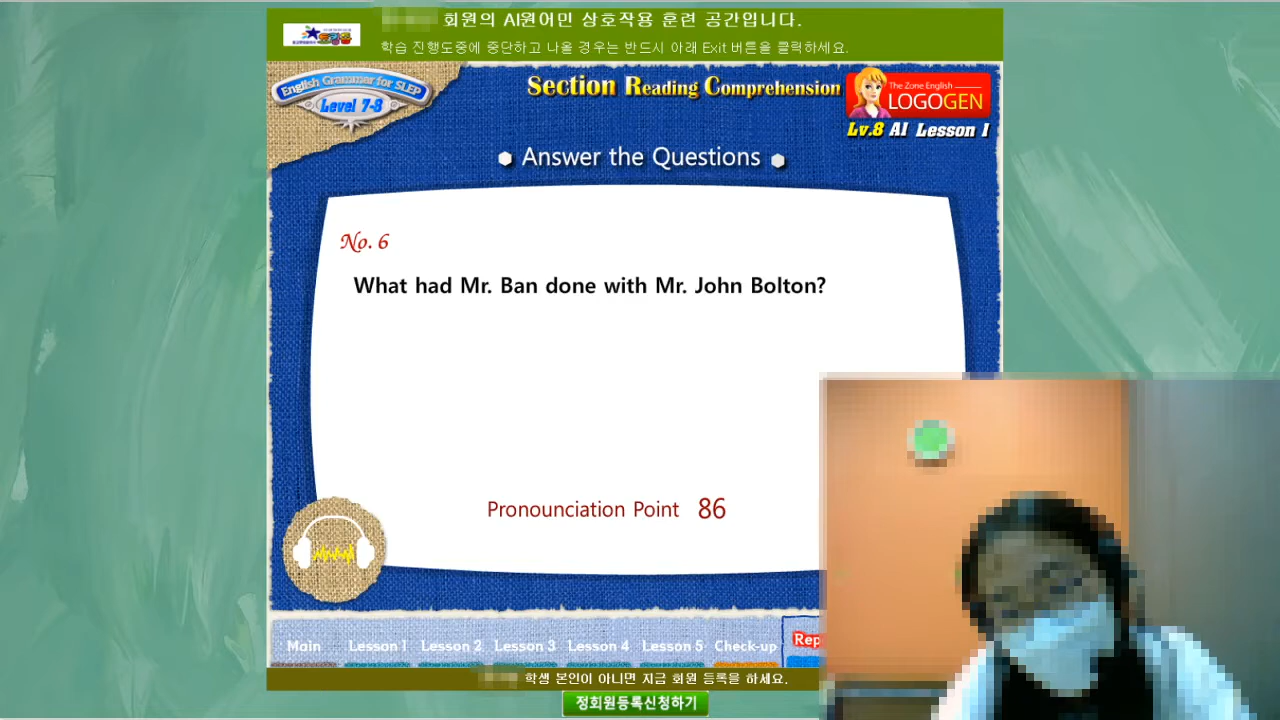 회원의 AI원어민 상호작용 훈련 공간입니다.
학습 진행도중에 중단하고 나올 경우는 반드시 아래 Exit 버튼을 클릭하세요.
English Grammar for SLEP
Level 7-8
Section Reading Comprehension
The Zone English
LOGOGEN
Lv.8 AI Lesson 1
Answer the Questions
No. 6
What had Mr. Ban done with Mr. John Bolton?
Pronounciation Point 86
Main Lesson 1 Lesson 2 Lesson 3 Lesson 4 Lesson 5 Check-up
학생 본인이 아니면 지금 회원 등록을 하세요.
정회원등록신청하기